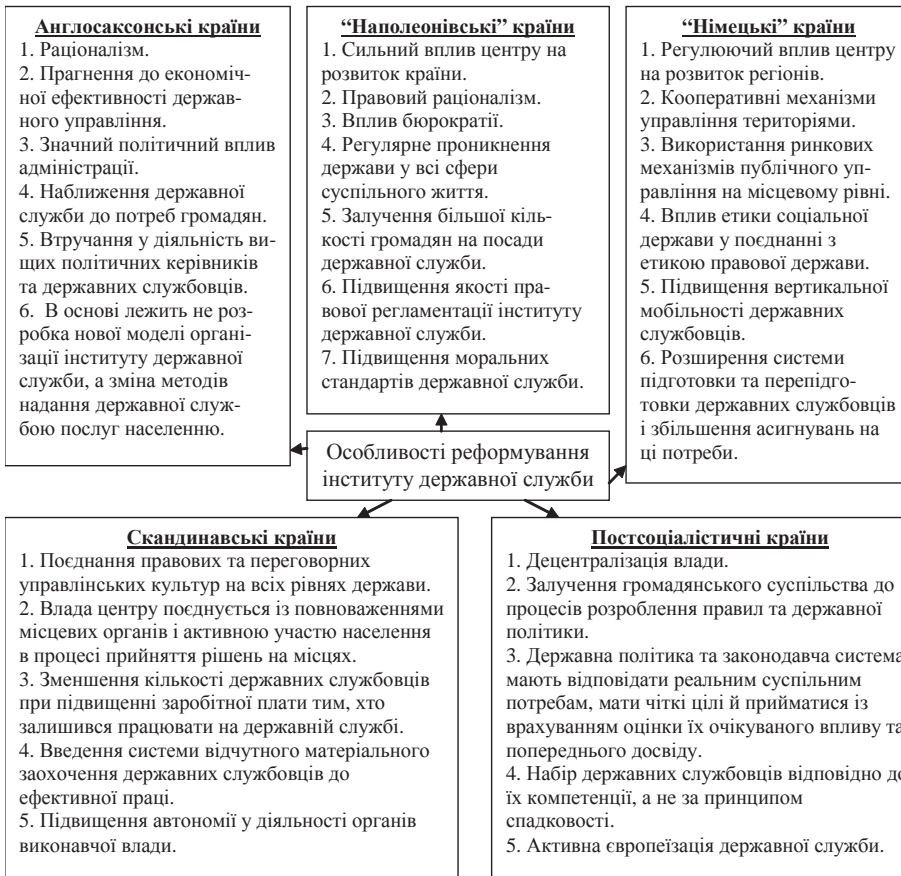 Англосаксонські країни
1. Раціоналізм.
2. Прагнення до економіч-
ної ефективності держав-
ного управління.
3. Значний політичний вплив
адміністрації.
4. Наближення державної
служби до потреб громадян.
5. Втручання у діяльність ви-
щих політичних керівників
та державних службовців.
6. В основі лежить не роз-
робка нової моделі органі-
зації інституту державної
служби, а зміна методів
надання державної служ-
бою послуг населенню.
“Наполеонівські” країни
1. Сильний вплив центру на
розвиток країни.
2. Правовий раціоналізм.
3. Вплив бюрократії.
4. Регулярне проникнення
держави у всі сфери
суспільного життя.
5. Залучення більшої кіль-
кості громадян на посади
державної служби.
6. Підвищення якості пра-
вової регламентації інституту
державної служби.
7. Підвищення моральних
стандартів державної служби.
“Німецькі” країни
1. Регулюючий вплив центру
на розвиток регіонів.
2. Кооперативні механізми
управління територіями.
3. Використання ринкових
механізмів публічного уп-
равління на місцевому рівні.
4. Вплив етики соціальної
держави у поєднанні з
етикою правової держави.
5. Підвищення вертикальної
мобільності державних
службовців.
6. Розширення системи
підготовки та перепідго-
товки державних службовців
і збільшення асигнувань на
ці потреби.
Особливості реформування
інституту державної служби
Скандинавські країни
1. Поєднання правових та переговорних
управлінських культур на всіх рівнях держави.
2. Влада центру поєднується із повноваженнями
місцевих органів і активною участю населення
в процесі прийняття рішень на місцях.
3. Зменшення кількості державних службовців
при підвищенні заробітної плати тим, хто
залишився працювати на державній службі.
4. Введення системи відчутного матеріального
заохочення державних службовців до
ефективної праці.
5. Підвищення автономії у діяльності органів
виконавчої влади.
Постсоціалістичні країни
1. Децентралізація влади.
2. Залучення громадянського суспільства до
процесів розроблення правил та державної
політики.
3. Державна політика та законодавча система
мають відповідати реальним суспільним
потребам, мати чіткі цілі й прийматися із
врахуванням оцінки їх очікуваного впливу та
попереднього досвіду.
4. Набір державних службовців відповідно до
їх компетенції, а не за принципом
спадковості.
5. Активна європеїзація державної служби.